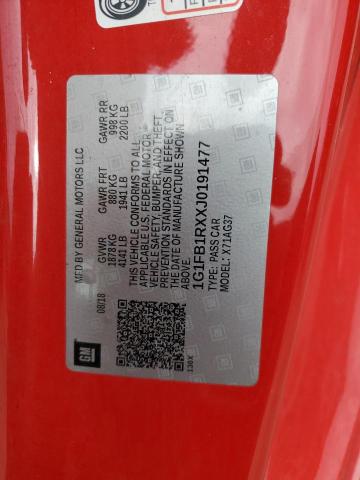 MFD BY GENERAL MOTORS LLC
08/18
GVWR
1878 KG
4141 LB
GAWR FRT
880 KG
1941 LB
GAWR RR
998 KG
2200 LB
THIS VEHICLE CONFORMS TO ALL
APPLICABLE U.S. FEDERAL MOTOR
VEHICLE SAFETY, BUMPER, AND THEFT
PREVENTION STANDARDS IN EFFECT ON
THE DATE OF MANUFACTURE SHOWN
ABOVE.
1G1FB1RXXJ0191477
TYPE: PASS CAR
MODEL: X71AG37
GM
130X